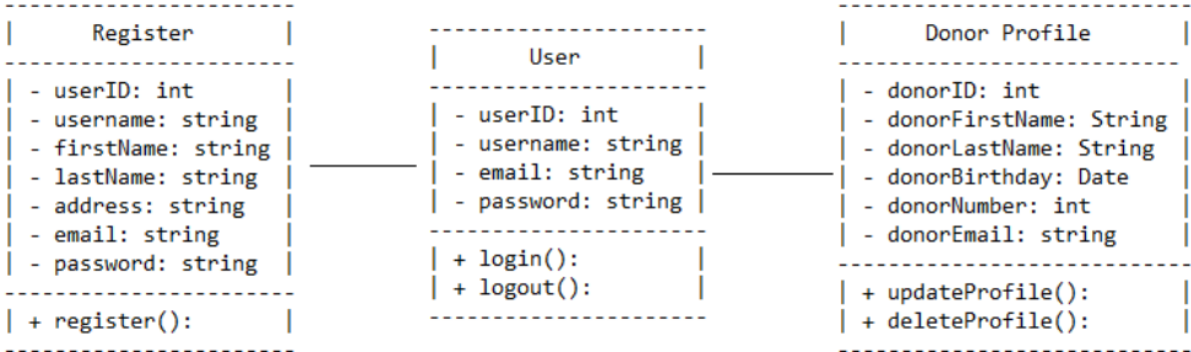 Register
- userID: int
- username: string
- firstName: string
- lastName: string
- address: string
- email: string
- password: string
+ register():
User
- userID: int
- username: string
- email: string
- password: string
+ login():
+ logout():
Donor Profile
- donorID: int
- donorFirstName: String
- donorLastName: String
- donorBirthday: Date
- donorNumber: int
- donorEmail: string
+ updateProfile():
+ deleteProfile():